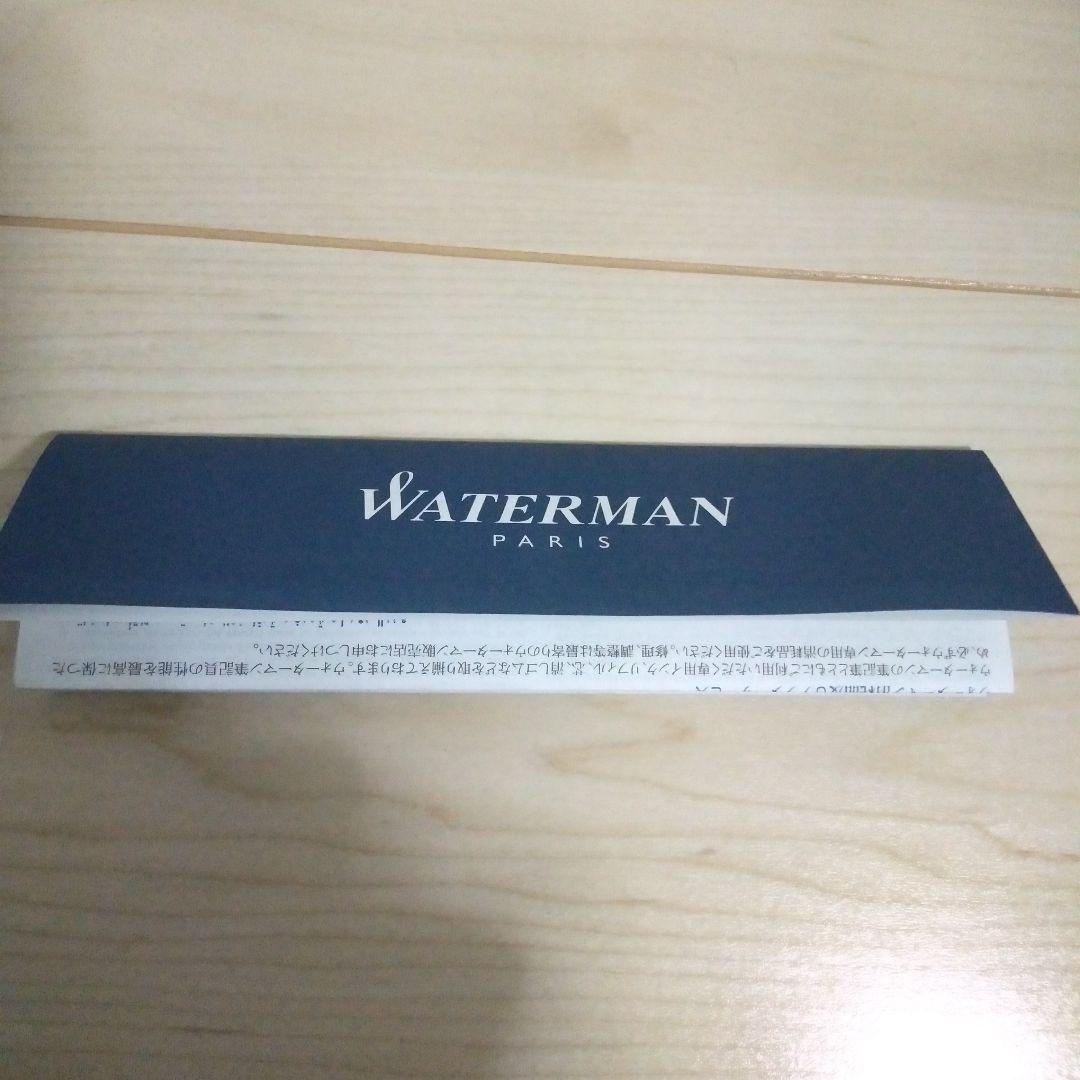 WATERMAN
PARIS
ウォーターマンの筆記筆とともにご利用いただく専用インク、リフィル、芯、消しゴムなどを取り揃えております。ウォーターマン筆記具の性能を最高に保つた
め、必ずウォーターマン専用の消耗品をご使用ください。修理、調整等は最寄りのウォーターマン販売店にお申しつけください。